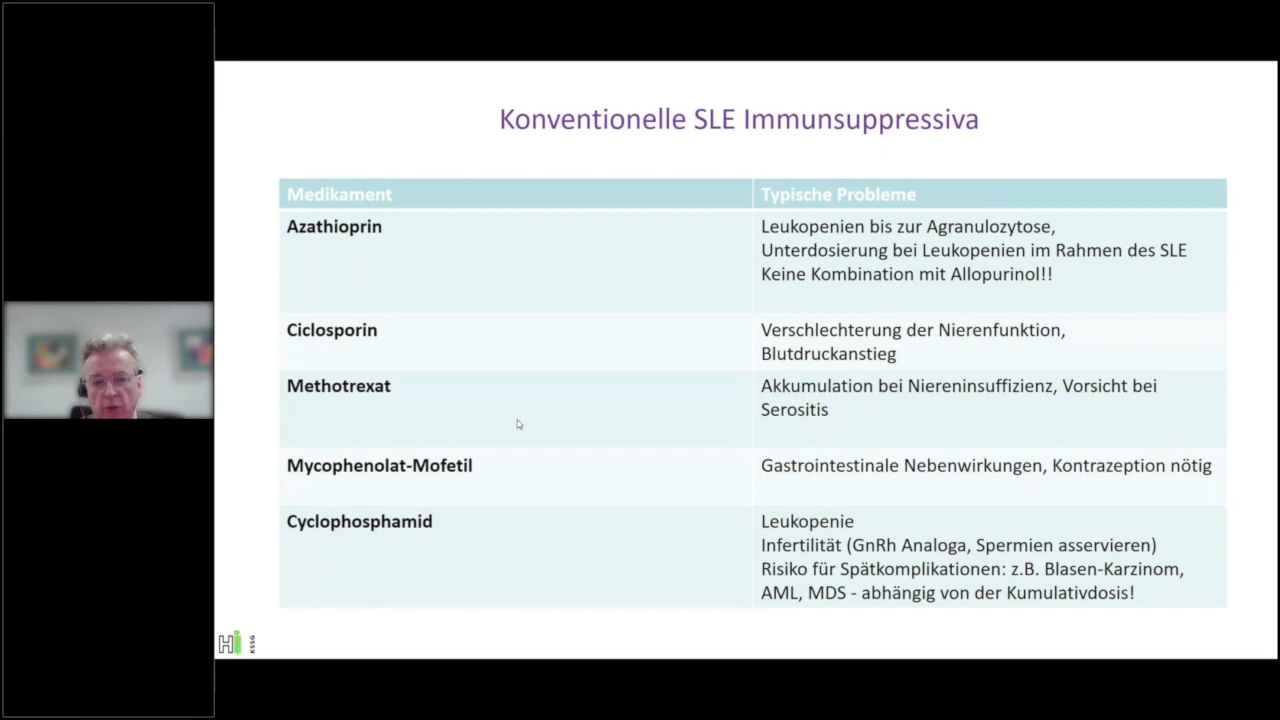 Konventionelle SLE Immunsuppressiva
Medikament
Typische Probleme
Azathioprin
Leukopenien bis zur Agranulozytose,
Unterdosierung bei Leukopenien im Rahmen des SLE
Keine Kombination mit Allopurinol!!
Ciclosporin
Verschlechterung der Nierenfunktion,
Blutdruckanstieg
Methotrexat
Akkumulation bei Niereninsuffizienz, Vorsicht bei
Serositis
Mycophenolat-Mofetil
Gastrointestinale Nebenwirkungen, Kontrazeption nötig
Cyclophosphamid
Leukopenie
Infertilität (GnRh Analoga, Spermien asservieren)
Risiko für Spätkomplikationen: z.B. Blasen-Karzinom,
AML, MDS - abhängig von der Kumulativdosis!
Hi KSSG